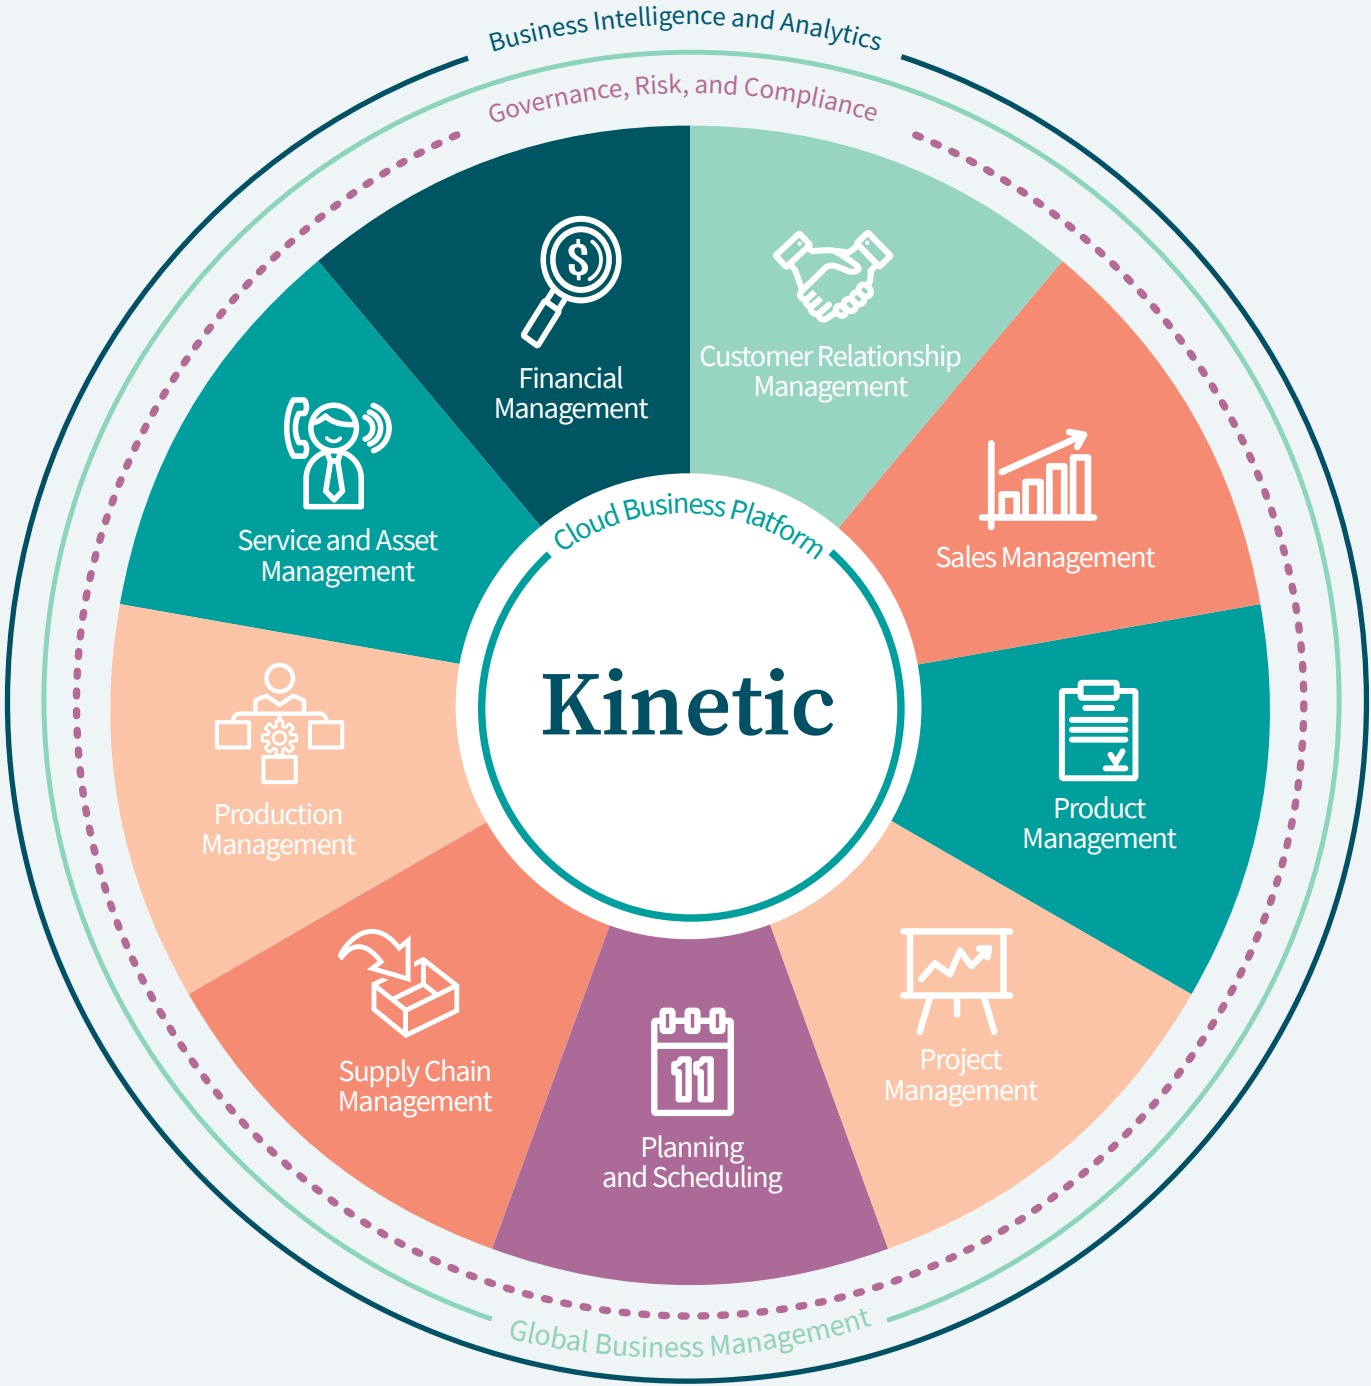 Business Intelligence and Analytics
Governance, Risk, and Compliance
$
Financial
Management
Customer Relationship
Management
Sales Management
Product
Management
Project
Management
11
Planning
and Scheduling
Supply Chain
Management
Production
Management
Service and Asset
Management
Cloud Business Platform
Kinetic
Global Business Management